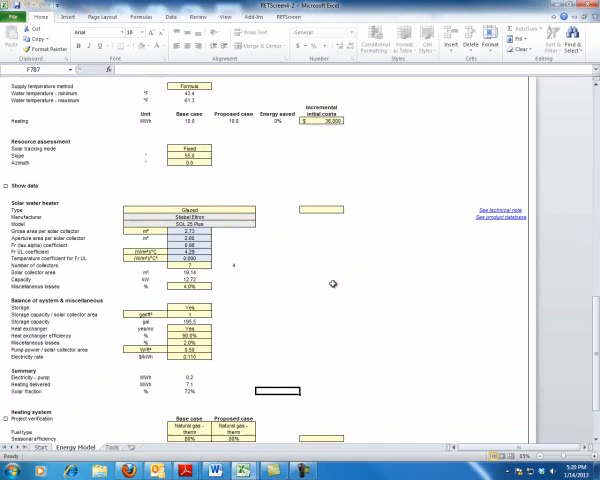 RETScreen4-2 - Microsoft Excel
File Home Insert Page Layout Formulas Data Review View Add-Ins RETScreen
Cut
Copy
Format Painter
Paste
Clipboard
Arial 10
Font
Wrap Text
Merge & Center
Alignment
General
Number
Conditional Formatting Format as Table Cell Styles
Styles
Insert Delete Format
Cells
AutoSum
Fill
Clear
Sort & Filter Find & Select
Editing
F787
Supply temperature method Formula
Water temperature - minimum °F 43.4
Water temperature - maximum °F 61.3
Unit Base case Proposed case Energy saved Incremental initial costs
Heating MWh 10.0 10.0 0% $ 36,000
Resource assessment
Solar tracking mode Fixed
Slope ° 55.0
Azimuth ° 0.0
Show data
Solar water heater
Type Glazed See technical note
Manufacturer Stiebel Eltron See product database
Model SOL 25 Plus
Gross area per solar collector m² 2.73
Aperture area per solar collector m² 2.60
Fr (tau alpha) coefficient 0.68
Fr UL coefficient (W/m²)/°C 4.29
Temperature coefficient for Fr UL (W/m²)/°C² 0.000
Number of collectors 7 4
Solar collector area m² 19.14
Capacity kW 12.72
Miscellaneous losses % 4.0%
Balance of system & miscellaneous
Storage Yes
Storage capacity / solar collector area gal/ft² 1
Storage capacity gal 195.5
Heat exchanger yes/no Yes
Heat exchanger efficiency % 90.0%
Miscellaneous losses % 2.0%
Pump power / solar collector area W/ft² 0.50
Electricity rate $/kWh 0.110
Summary
Electricity - pump MWh 0.2
Heating delivered MWh 7.1
Solar fraction % 72%
Heating system
Project verification Base case Proposed case
Fuel type Natural gas - therm Natural gas - therm
Seasonal efficiency 80% 80%
Start Energy Model Tools
Ready 85%
5:20 PM
1/14/2013